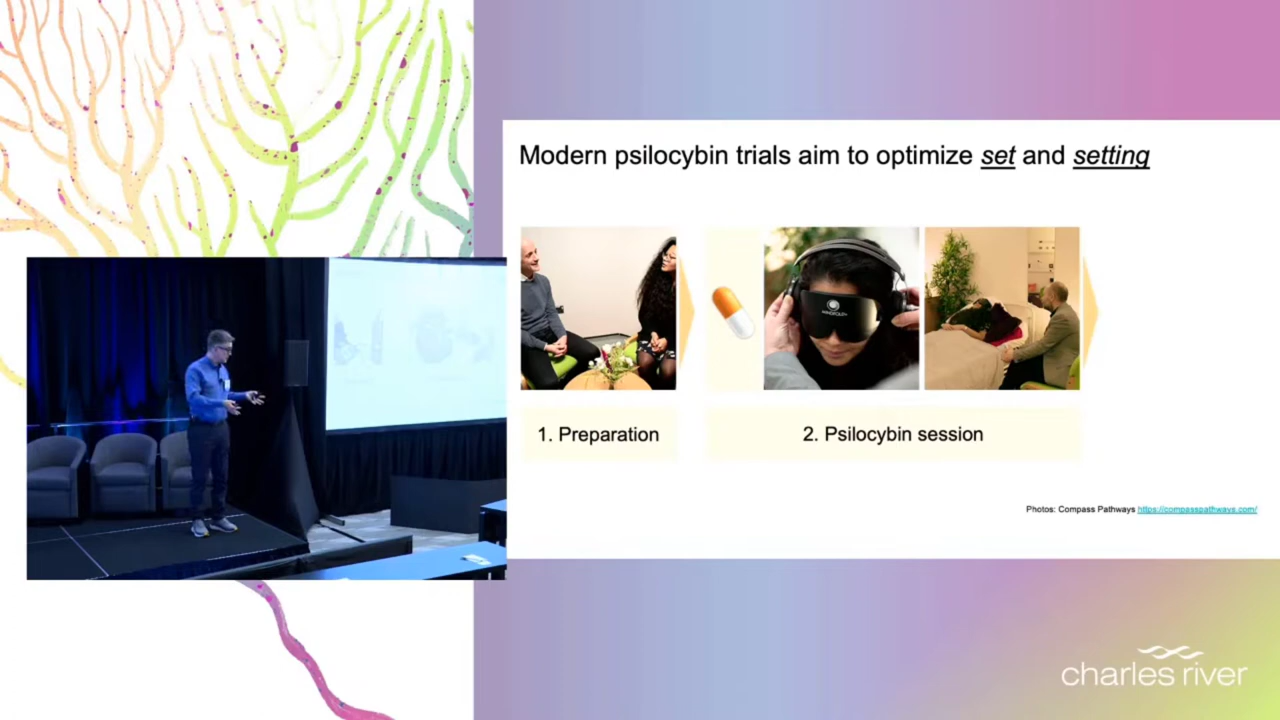 Modern psilocybin trials aim to optimize set and setting
1. Preparation
2. Psilocybin session
Photos: Compass Pathways https://compasspathways.com/
charles river